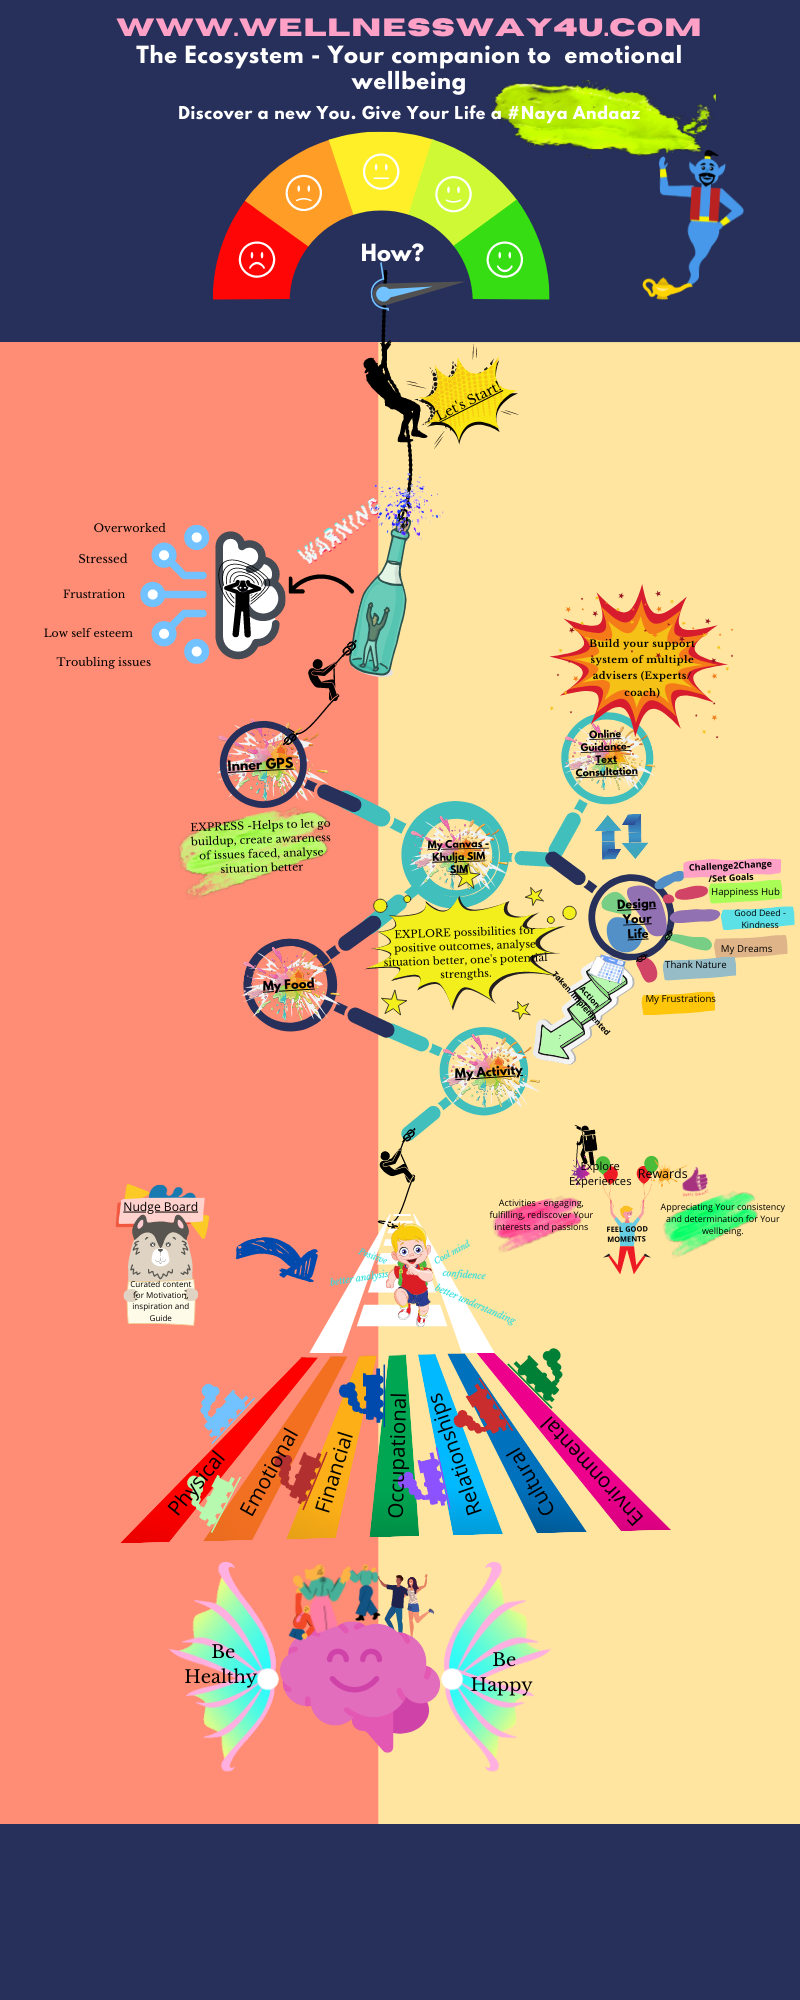 WWW.WELLNESSWAY4U.COM
The Ecosystem - Your companion to emotional
wellbeing
Discover a new You. Give Your Life a #Naya Andaaz
How?
Let's Start!
WARNING
Overworked
Stressed
Frustration
Low self esteem
Troubling issues
Build your support
system of multiple
advisers (Experts/
coach)
Online
Guidance-
Text
Consultation
Inner GPS
EXPRESS -Helps to let go
buildup, create awareness
of issues faced, analyse
situation better
My Canvas -
Khulja SIM
SIM
Challenge2Change
/Set Goals
Happiness Hub
Good Deed -
Kindness
My Dreams
Thank Nature
My Frustrations
Design
Your
Life
EXPLORE possibilities for
positive outcomes, analyse
situation better, one's potential
strengths.
My Food
Action
Taken/Implemented
My Activity
Explore
Experiences
Rewards
Activities - engaging,
fulfilling, rediscover Your
interests and passions
FEEL GOOD
MOMENTS
Appreciating Your consistency
and determination for Your
wellbeing.
Nudge Board
Curated content
for Motivation,
inspiration and
Guide
Positive
analysis
Cool mind
confidence
better understanding
Physical
Emotional
Financial
Occupational
Relationships
Cultural
Environmental
Be
Healthy
Be
Happy